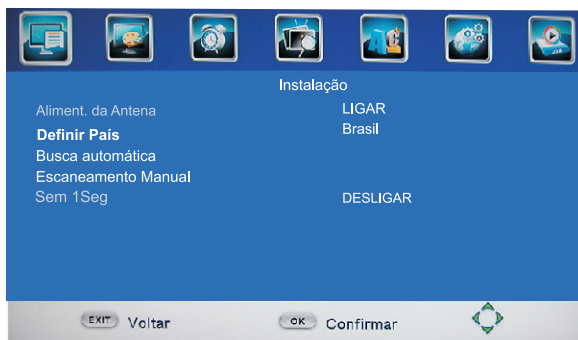 Instalação
Aliment. da Antena LIGAR
Definir País Brasil
Busca automática
Escaneamento Manual
Sem 1Seg DESLIGAR
EXIT Voltar OK Confirmar